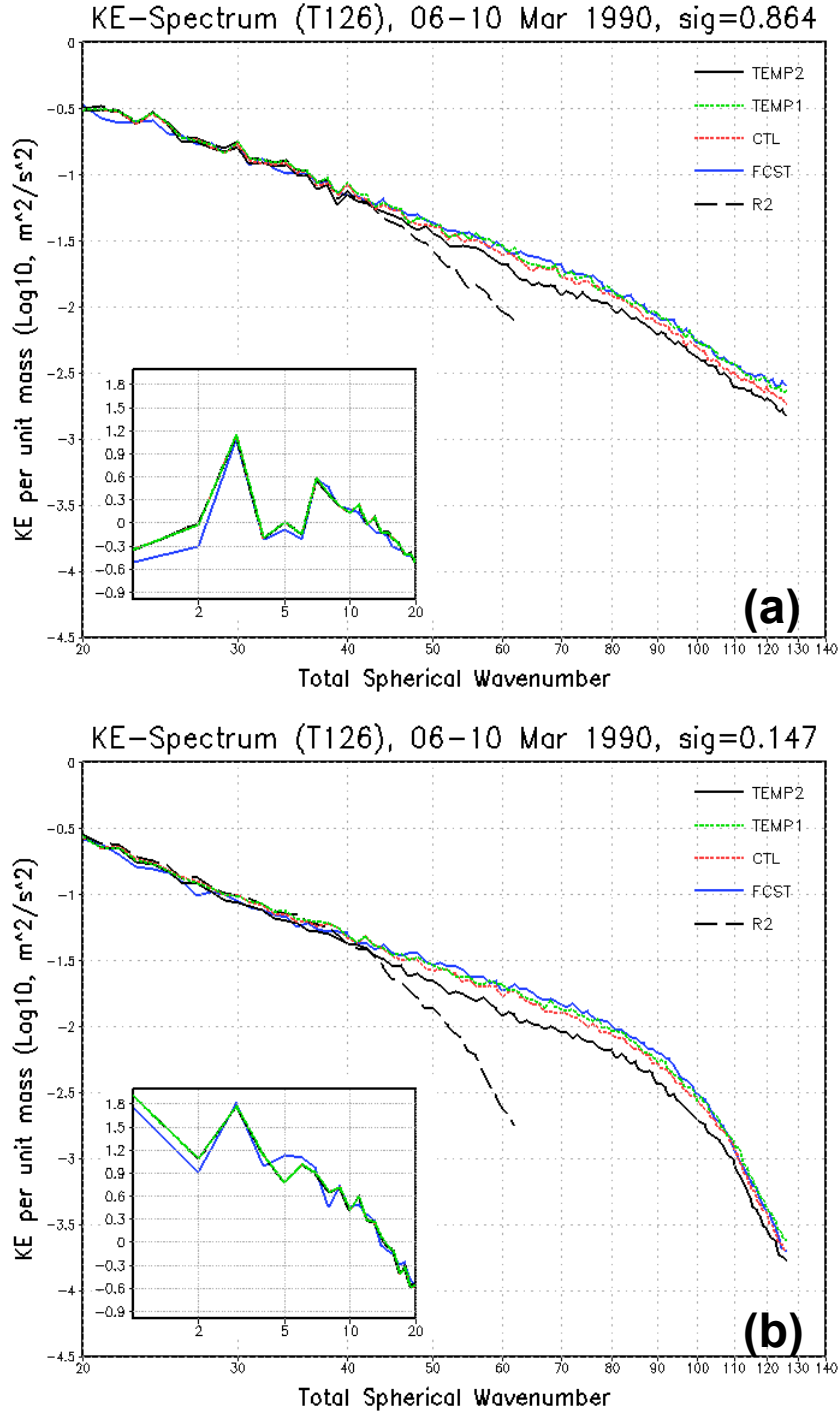 KE-Spectrum (T126), 06-10 Mar 1990, sig=0.864
KE per unit mass (Log10, m^2/s^2)
0
-0.5
-1
-1.5
-2
-2.5
-3
-3.5
-4
-4.5
TEMP2
TEMP1
CTL
FCST
R2
1.8
1.5
1.2
0.9
0.6
0.3
0
-0.3
-0.6
-0.9
2 5 10 20
(a)
20 30 40 50 60 70 80 90 100 110 120 130 140
Total Spherical Wavenumber
KE-Spectrum (T126), 06-10 Mar 1990, sig=0.147
KE per unit mass (Log10, m^2/s^2)
0
-0.5
-1
-1.5
-2
-2.5
-3
-3.5
-4
-4.5
TEMP2
TEMP1
CTL
FCST
R2
1.8
1.5
1.2
0.9
0.6
0.3
0
-0.3
-0.6
-0.9
2 5 10 20
(b)
20 30 40 50 60 70 80 90 100 110 120 130 140
Total Spherical Wavenumber